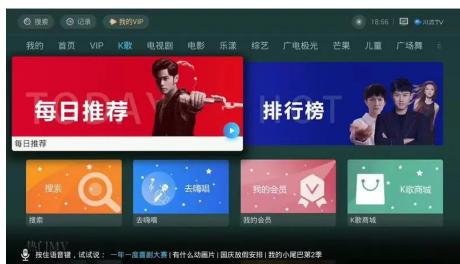 搜索 记录 我的VIP 18:56
我的 首页 VIP K歌 电视剧 电影 乐漾 综艺 广电极光 芒果 儿童 广场舞
每日推荐
排行榜
每日推荐
搜索 去嗨唱 我的会员 K歌商城
搜索 去嗨唱 我的会员 K歌商城
按住语音键，试试说： 一年一度喜剧大赛 | 有什么动画片 | 国庆放假安排 | 我的小尾巴第2季